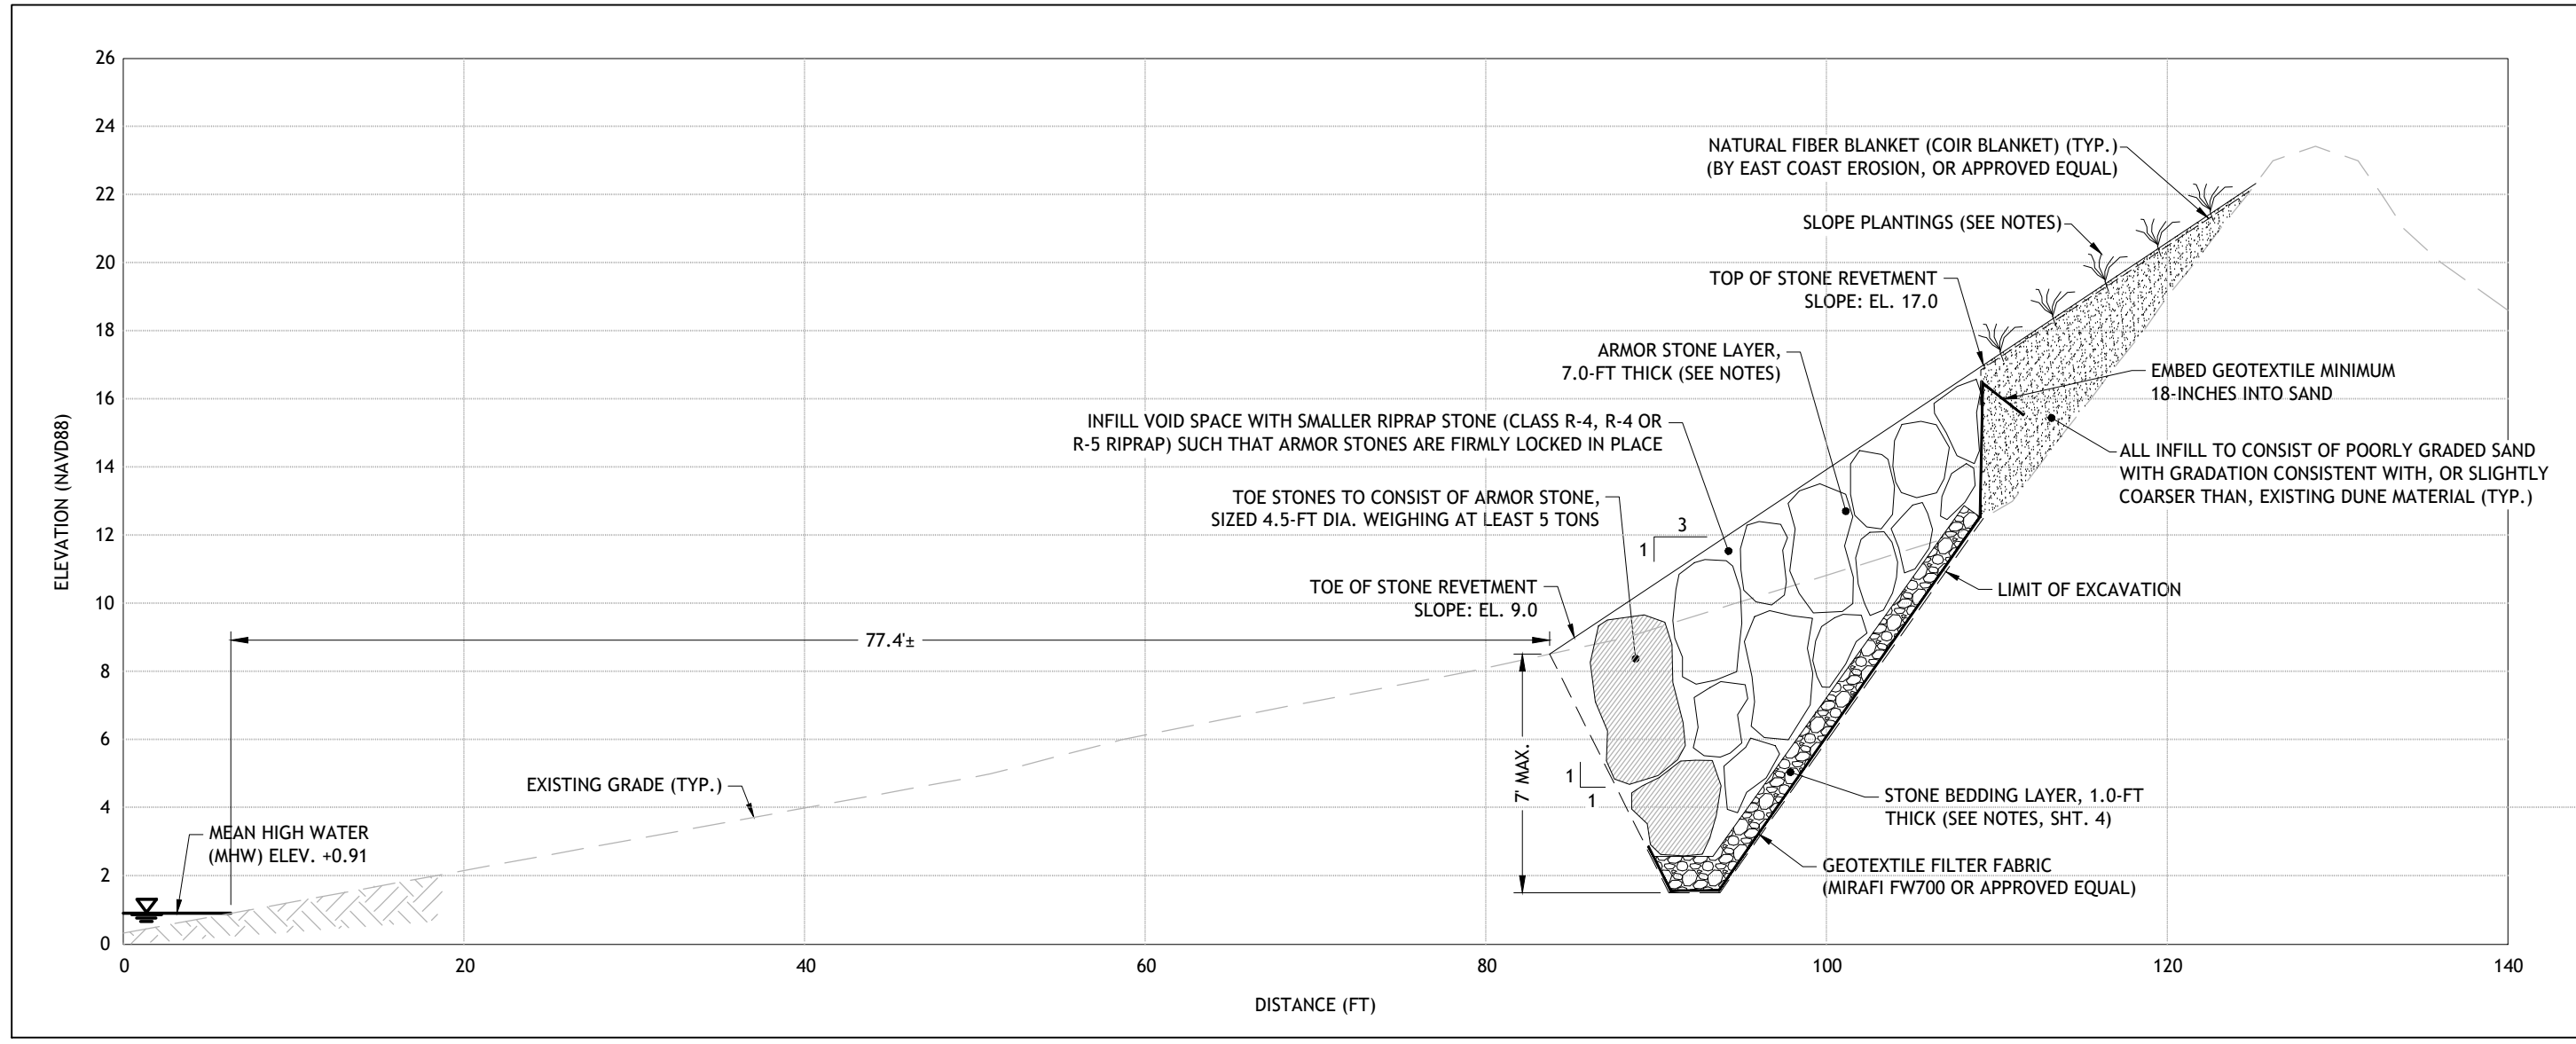 26
24
22
20
18
16
14
12
10
8
6
4
2
0
ELEVATION (NAVD88)
0
20
40
60
80
100
120
140
DISTANCE (FT)
NATURAL FIBER BLANKET (COIR BLANKET) (TYP.)
(BY EAST COAST EROSION, OR APPROVED EQUAL)
SLOPE PLANTINGS (SEE NOTES)
TOP OF STONE REVETMENT
SLOPE: EL. 17.0
ARMOR STONE LAYER,
7.0-FT THICK (SEE NOTES)
EMBED GEOTEXTILE MINIMUM
18-INCHES INTO SAND
INFILL VOID SPACE WITH SMALLER RIPRAP STONE (CLASS R-4, R-4 OR
R-5 RIPRAP) SUCH THAT ARMOR STONES ARE FIRMLY LOCKED IN PLACE
ALL INFILL TO CONSIST OF POORLY GRADED SAND
WITH GRADATION CONSISTENT WITH, OR SLIGHTLY
COARSER THAN, EXISTING DUNE MATERIAL (TYP.)
TOE STONES TO CONSIST OF ARMOR STONE,
SIZED 4.5-FT DIA. WEIGHING AT LEAST 5 TONS
3
1
TOE OF STONE REVETMENT
SLOPE: EL. 9.0
LIMIT OF EXCAVATION
77.4'±
7' MAX.
1
1
EXISTING GRADE (TYP.)
MEAN HIGH WATER
(MHW) ELEV. +0.91
STONE BEDDING LAYER, 1.0-FT
THICK (SEE NOTES, SHT. 4)
GEOTEXTILE FILTER FABRIC
(MIRAFI FW700 OR APPROVED EQUAL)